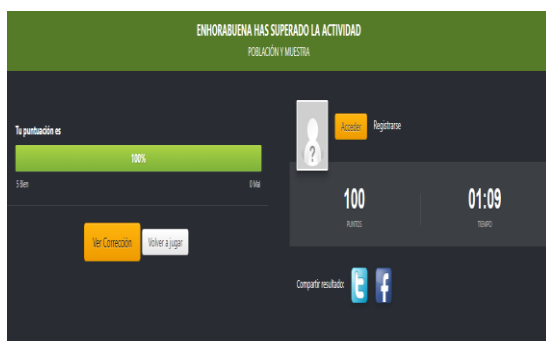 ENHORABUENA HAS SUPERADO LA ACTIVIDAD
POBLACIÓN Y MUESTRA
Tu puntuación es
100%
5 Bien
0 Mal
Ver Corrección
Volver a jugar
?
Acceder
Registrarse
100
PUNTOS
01:09
TIEMPO
Compartir resultado: